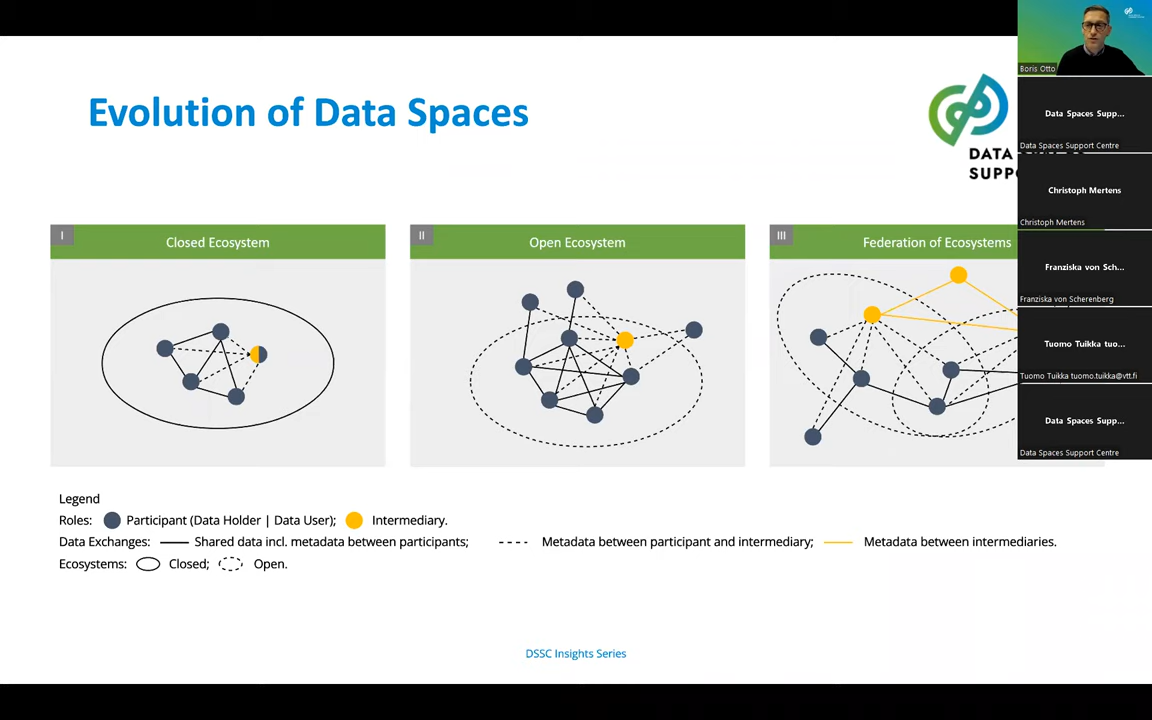 Evolution of Data Spaces
DATA
SUPP
I
Closed Ecosystem
II
Open Ecosystem
III
Federation of Ecosystems
Legend
Roles: Participant (Data Holder | Data User); Intermediary.
Data Exchanges: Shared data incl. metadata between participants; Metadata between participant and intermediary; Metadata between intermediaries.
Ecosystems: Closed; Open.
DSSC Insights Series
Boris Otto
Data Spaces Supp...
Data Spaces Support Centre
Christoph Mertens
Christoph Mertens
Franziska von Sch...
Franziska von Scherenberg
Tuomo Tuikka tuo...
Tuomo Tuikka tuomo.tuikka@vtt.fi
Data Spaces Supp...
Data Spaces Support Centre